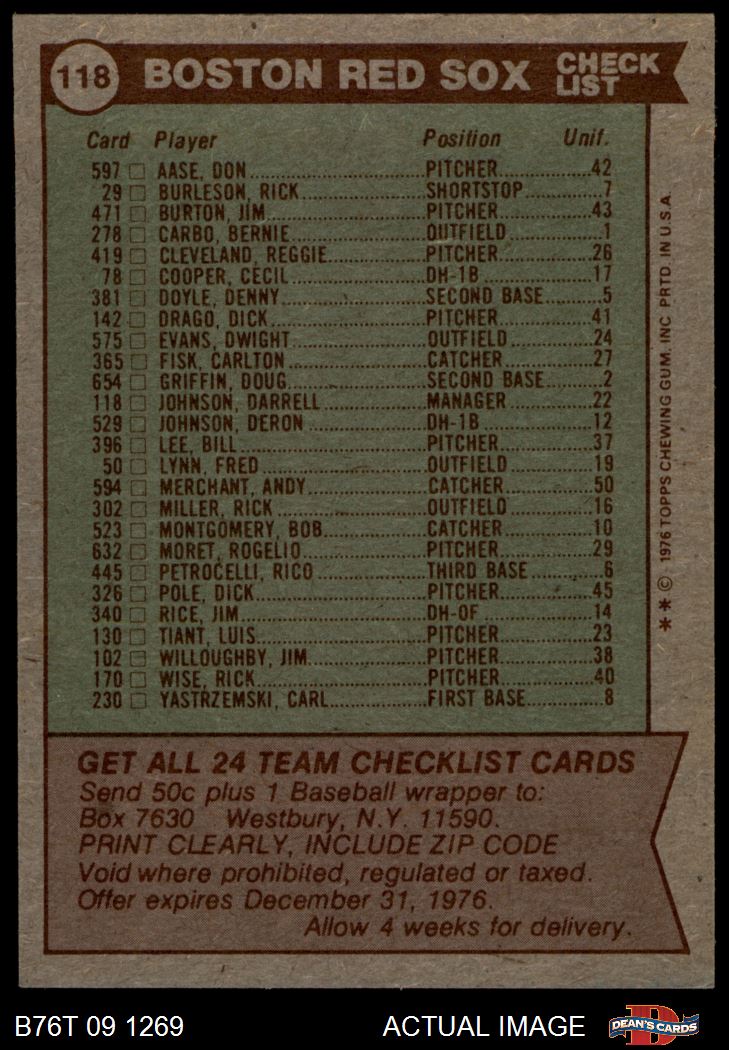 118 BOSTON RED SOX CHECK LIST
Card Player Position Unif.
597 AASE, DON PITCHER 42
29 BURLESON, RICK SHORTSTOP 7
471 BURTON, JIM PITCHER 43
278 CARBO, BERNIE OUTFIELD 1
419 CLEVELAND, REGGIE PITCHER 26
78 COOPER, CECIL DH-1B 17
381 DOYLE, DENNY SECOND BASE 5
142 DRAGO, DICK PITCHER 41
575 EVANS, DWIGHT OUTFIELD 24
365 FISK, CARLTON CATCHER 27
654 GRIFFIN, DOUG SECOND BASE 2
118 JOHNSON, DARRELL MANAGER 22
529 JOHNSON, DERON DH-1B 12
396 LEE, BILL PITCHER 37
50 LYNN, FRED OUTFIELD 19
594 MERCHANT, ANDY CATCHER 50
302 MILLER, RICK OUTFIELD 16
523 MONTGOMERY, BOB CATCHER 10
632 MORET, ROGELIO PITCHER 29
445 PETROCELLI, RICO THIRD BASE 6
326 POLE, DICK PITCHER 45
340 RICE, JIM DH-OF 14
130 TIANT, LUIS PITCHER 23
102 WILLOUGHBY, JIM PITCHER 38
170 WISE, RICK PITCHER 40
230 YASTRZEMSKI, CARL FIRST BASE 8
** © 1976 TOPPS CHEWING GUM, INC. PRTD. IN U.S.A.
GET ALL 24 TEAM CHECKLIST CARDS
Send 50c plus 1 Baseball wrapper to:
Box 7630 Westbury, N.Y. 11590.
PRINT CLEARLY, INCLUDE ZIP CODE
Void where prohibited, regulated or taxed.
Offer expires December 31, 1976.
Allow 4 weeks for delivery.
B76T 09 1269 ACTUAL IMAGE DEAN'S CARDS